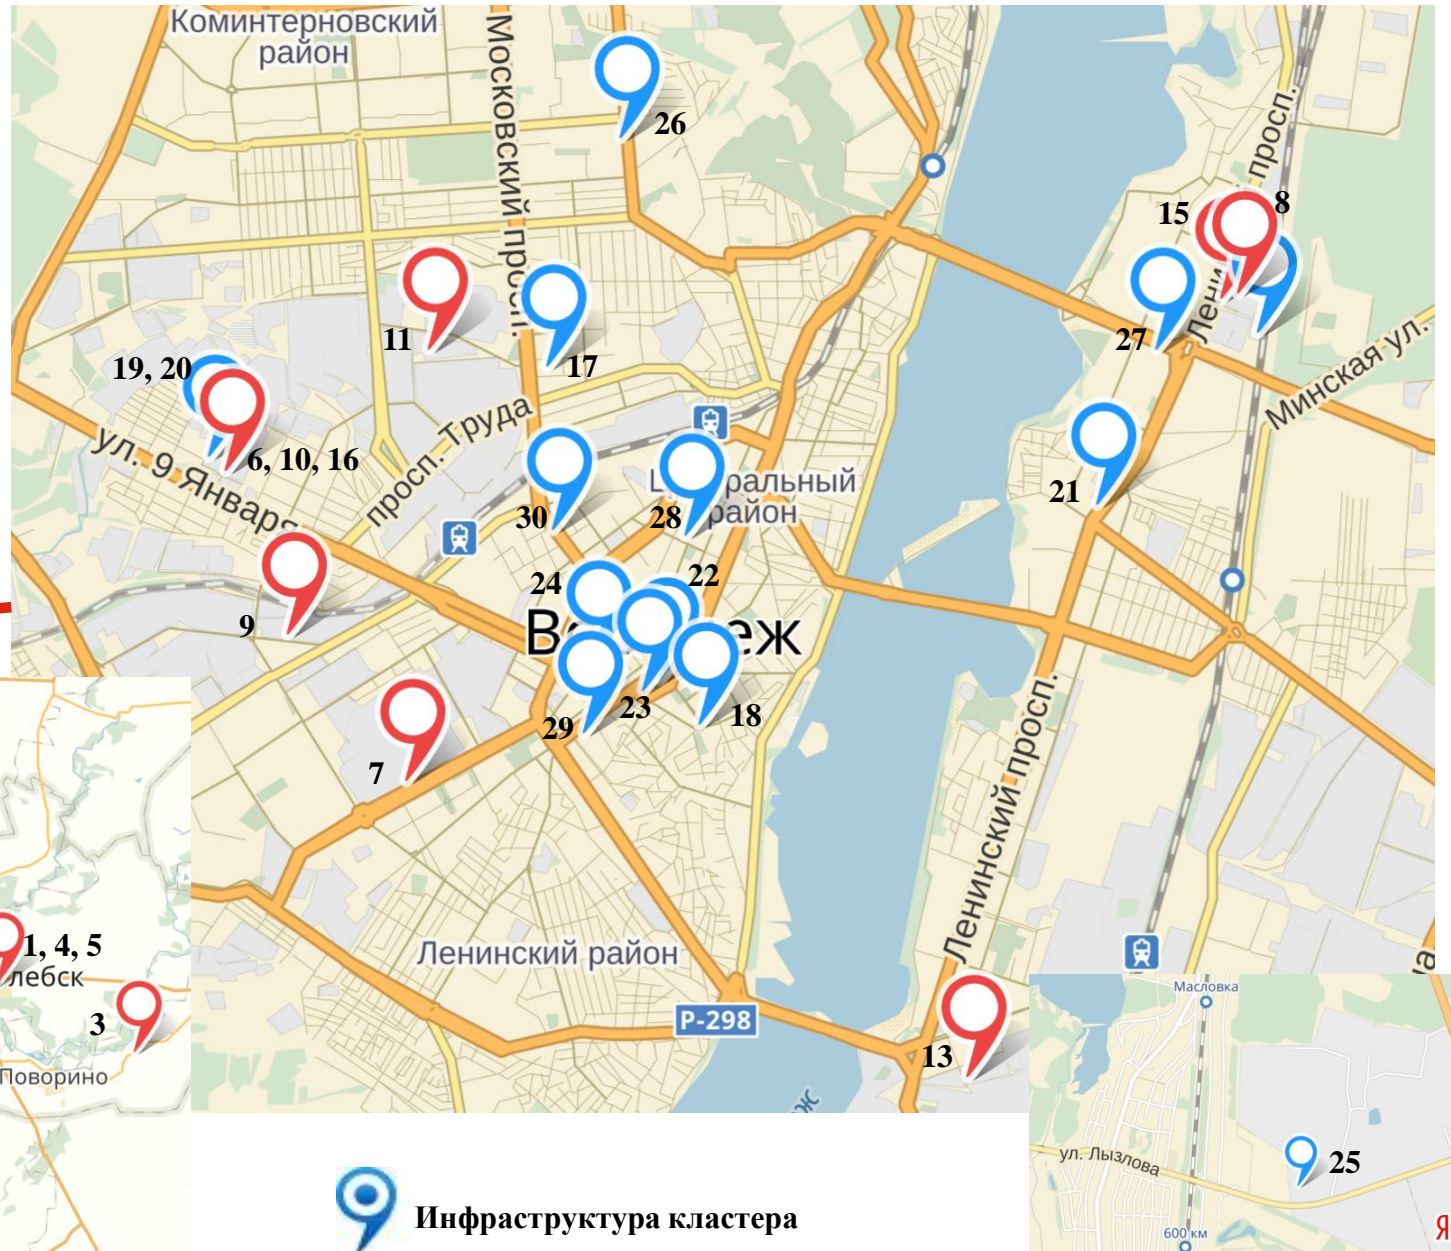 Коминтерновский
район
Московский просп.
26
15
8
Ленинский просп.
11
17
27
Минская ул.
19, 20
6, 10, 16
ул. 9 Января
просп. Труда
30
28
Центральный
район
21
24
22
9
Воронеж
23
18
29
7
Ленинский просп.
Ленинский район
1, 4, 5
лебск
3
Поворино
Р-298
13
Масловка
ул. Лызлова
25
600 км
Инфраструктура кластера
Я